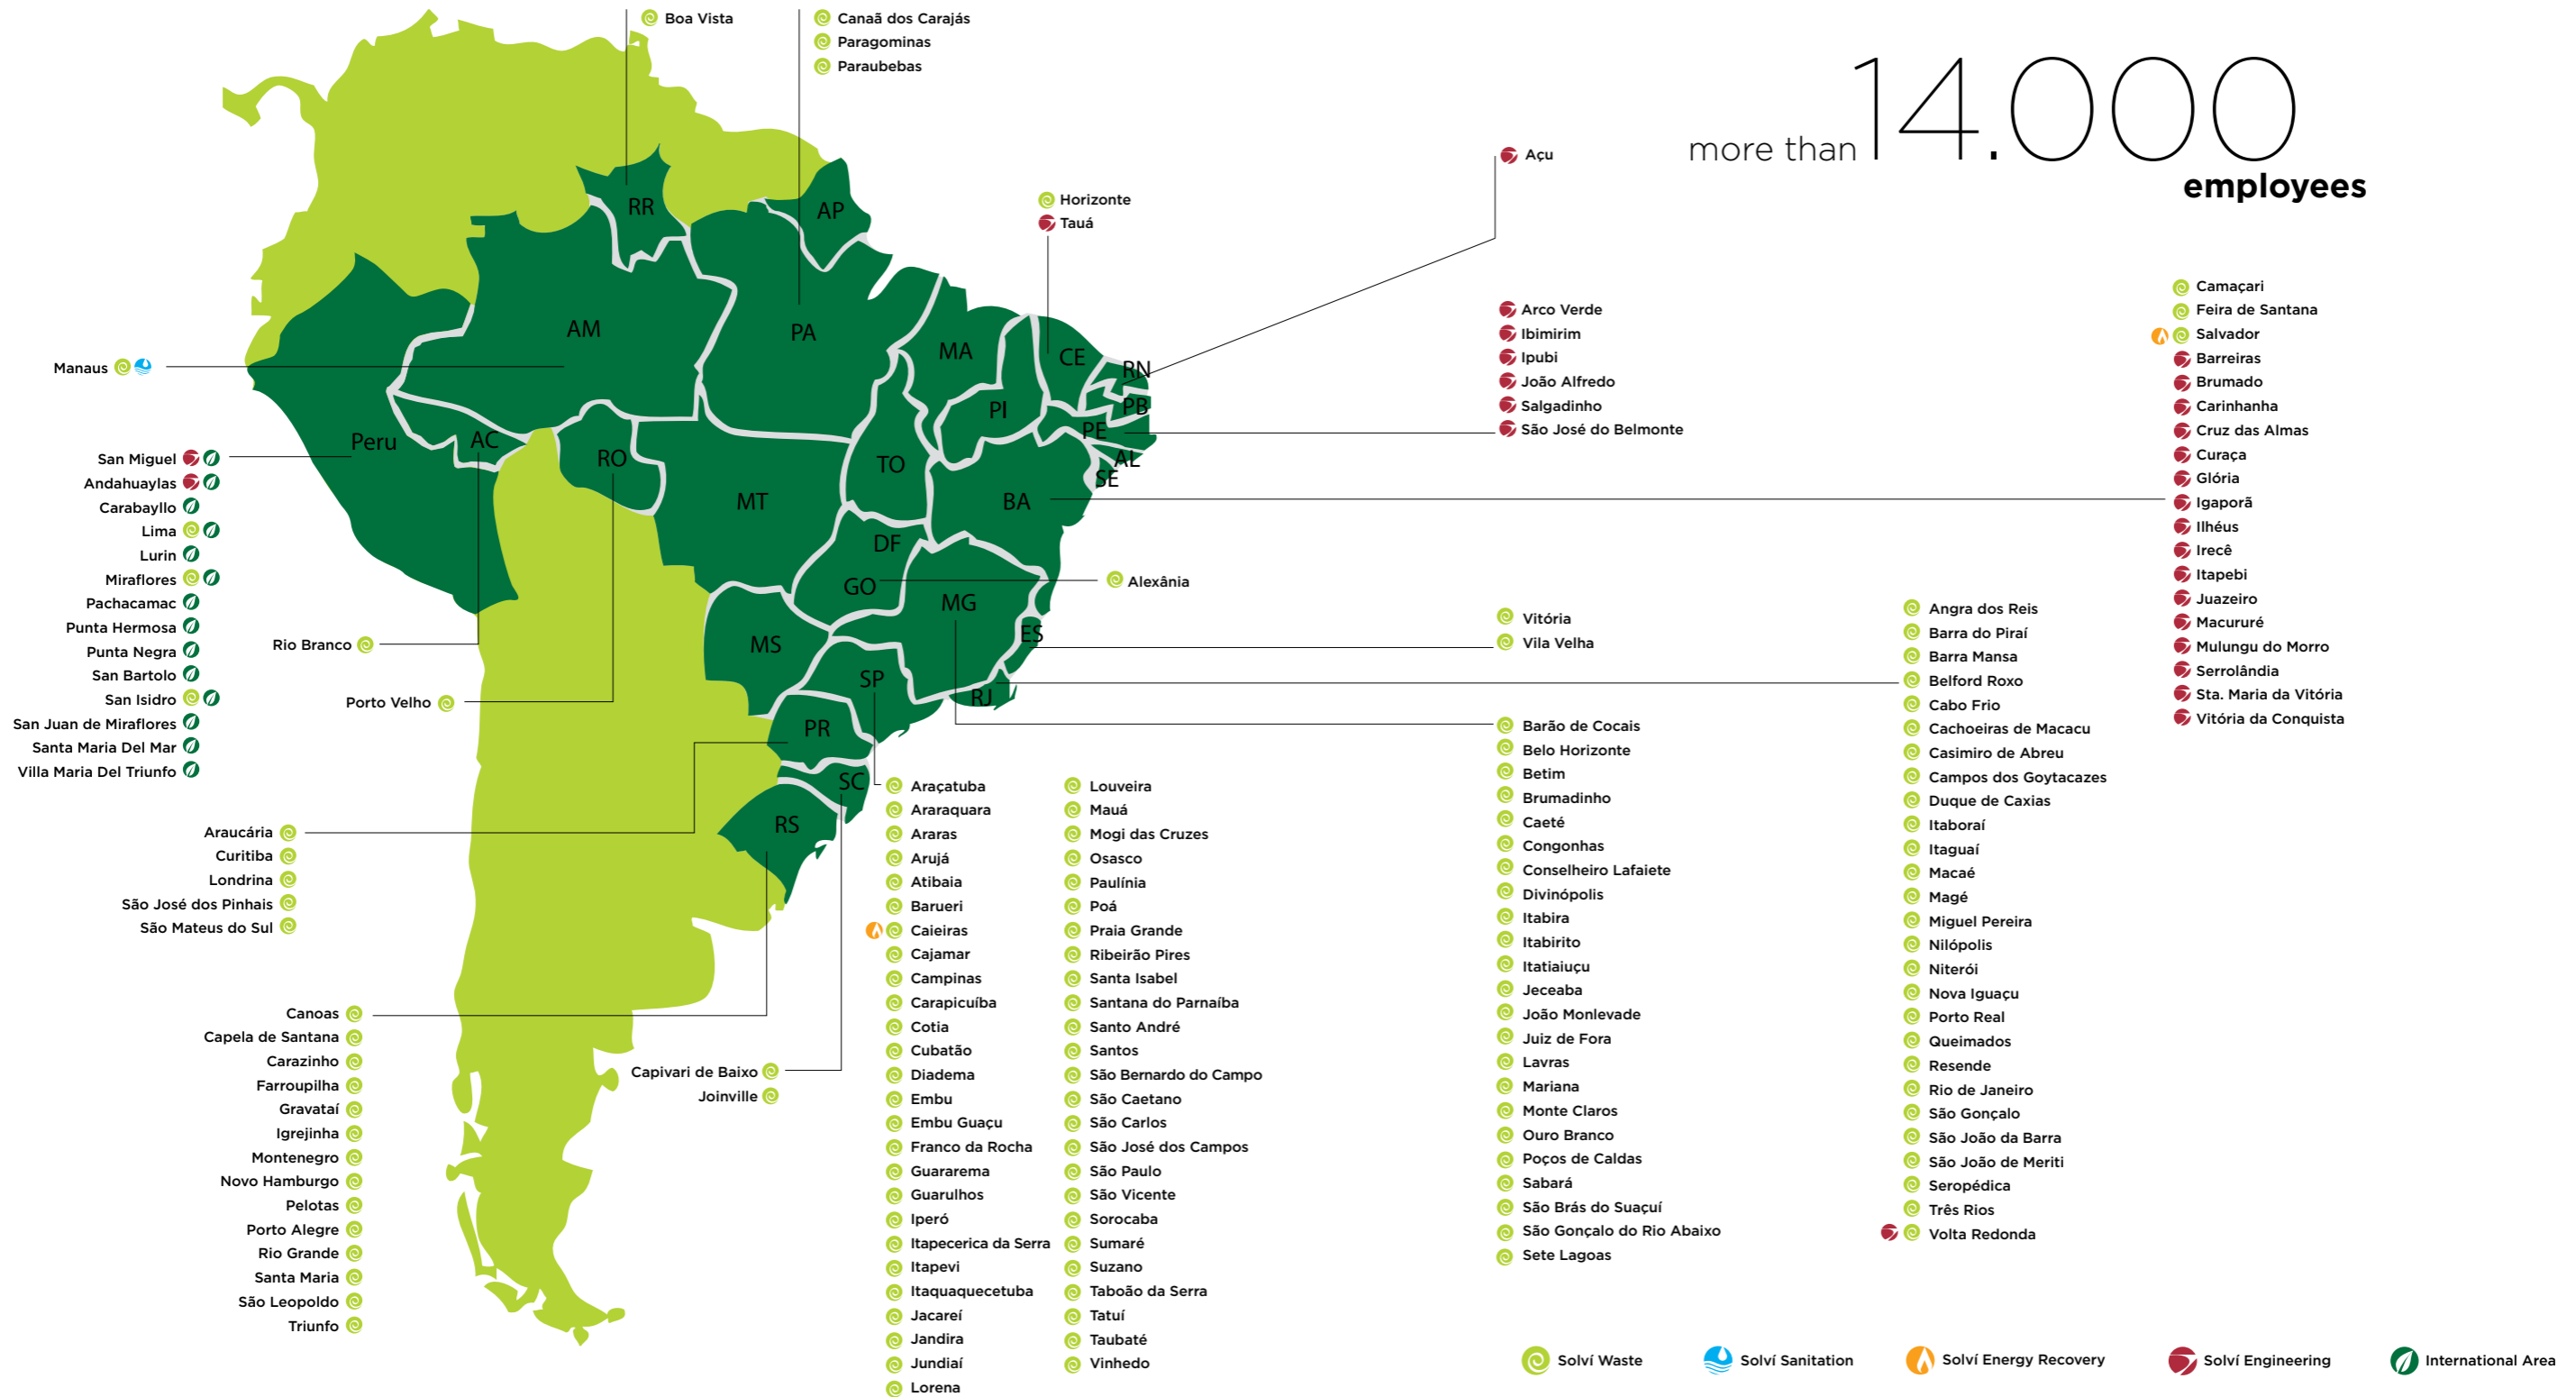 Boa Vista
Canaã dos Carajás
Paragominas
Paraubebas
more than 14.000
employees
Açu
Horizonte
Tauá
Arco Verde
Ibimirim
Ipubi
João Alfredo
Salgadinho
São José do Belmonte
Camaçari
Feira de Santana
Salvador
Barreiras
Brumado
Carinhanha
Cruz das Almas
Curaça
Glória
Igaporã
Ilhéus
Irecê
Itapebi
Juazeiro
Macururé
Mulungu do Morro
Serrolândia
Sta. Maria da Vitória
Vitória da Conquista
RR
AP
AM
PA
MA
CE
RN
PB
PI
PE
AL
SE
Peru
AC
RO
TO
MT
BA
DF
GO
MG
MS
ES
SP
RJ
PR
SC
RS
Manaus
San Miguel
Andahuaylas
Carabayllo
Lima
Lurin
Miraflores
Pachacamac
Punta Hermosa
Punta Negra
San Bartolo
San Isidro
San Juan de Miraflores
Santa Maria Del Mar
Villa Maria Del Triunfo
Rio Branco
Porto Velho
Alexânia
Vitória
Vila Velha
Araucária
Curitiba
Londrina
São José dos Pinhais
São Mateus do Sul
Canoas
Capela de Santana
Carazinho
Farroupilha
Gravataí
Igrejinha
Montenegro
Novo Hamburgo
Pelotas
Porto Alegre
Rio Grande
Santa Maria
São Leopoldo
Triunfo
Capivari de Baixo
Joinville
Araçatuba
Araraquara
Araras
Arujá
Atibaia
Barueri
Caieiras
Cajamar
Campinas
Carapicuíba
Cotia
Cubatão
Diadema
Embu
Embu Guaçu
Franco da Rocha
Guararema
Guarulhos
Iperó
Itapecerica da Serra
Itapevi
Itaquaquecetuba
Jacareí
Jandira
Jundiaí
Lorena
Louveira
Mauá
Mogi das Cruzes
Osasco
Paulínia
Poá
Praia Grande
Ribeirão Pires
Santa Isabel
Santana do Parnaíba
Santo André
Santos
São Bernardo do Campo
São Caetano
São Carlos
São José dos Campos
São Paulo
São Vicente
Sorocaba
Sumaré
Suzano
Taboão da Serra
Tatuí
Taubaté
Vinhedo
Barão de Cocais
Belo Horizonte
Betim
Brumadinho
Caeté
Congonhas
Conselheiro Lafaiete
Divinópolis
Itabira
Itabirito
Itatiaiuçu
Jeceaba
João Monlevade
Juiz de Fora
Lavras
Mariana
Monte Claros
Ouro Branco
Poços de Caldas
Sabará
São Brás do Suaçuí
São Gonçalo do Rio Abaixo
Sete Lagoas
Angra dos Reis
Barra do Piraí
Barra Mansa
Belford Roxo
Cabo Frio
Cachoeiras de Macacu
Casimiro de Abreu
Campos dos Goytacazes
Duque de Caxias
Itaboraí
Itaguaí
Macaé
Magé
Miguel Pereira
Nilópolis
Niterói
Nova Iguaçu
Porto Real
Queimados
Resende
Rio de Janeiro
São Gonçalo
São João da Barra
São João de Meriti
Seropédica
Três Rios
Volta Redonda
Solví Waste
Solví Sanitation
Solví Energy Recovery
Solví Engineering
International Area